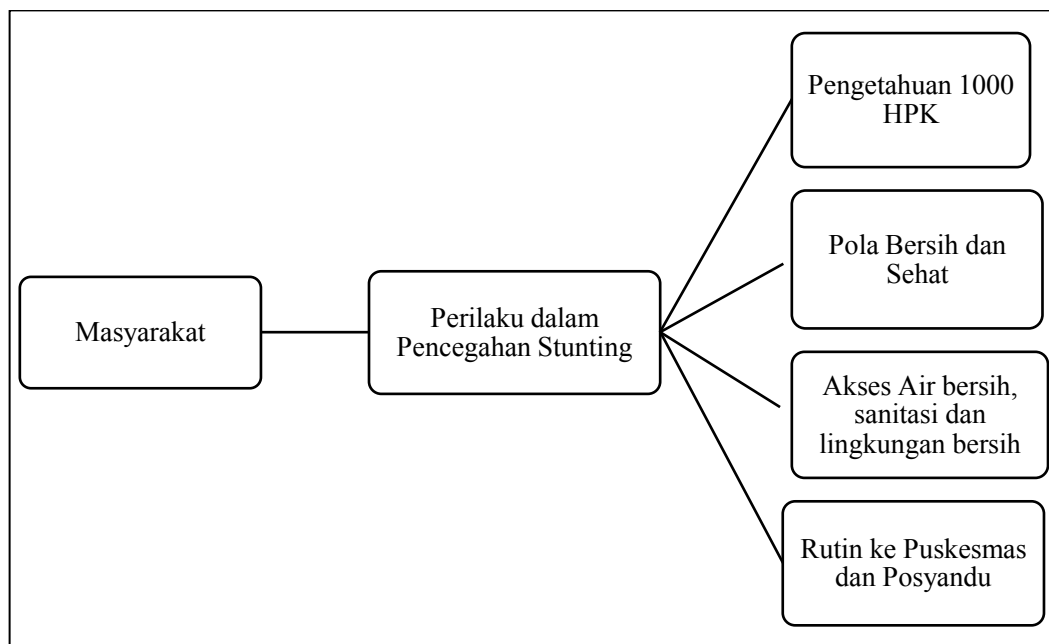 Masyarakat
Perilaku dalam
Pencegahan Stunting
Pengetahuan 1000
HPK
Pola Bersih dan
Sehat
Akses Air bersih,
sanitasi dan
lingkungan bersih
Rutin ke Puskesmas
dan Posyandu